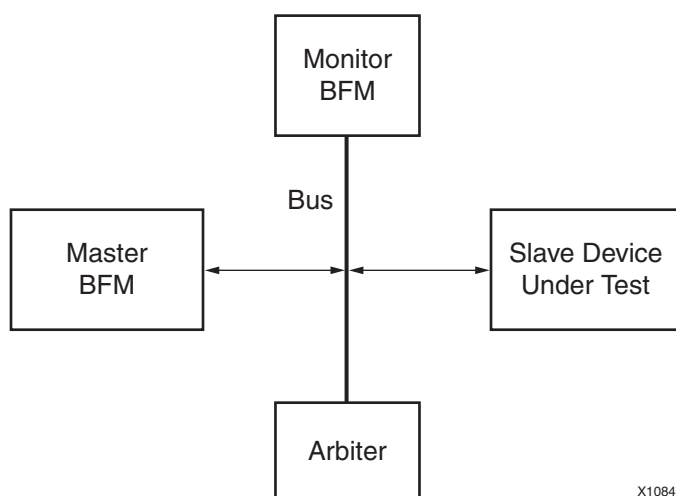 Monitor
BFM
Bus
Master
BFM
Slave Device
Under Test
Arbiter
X1084